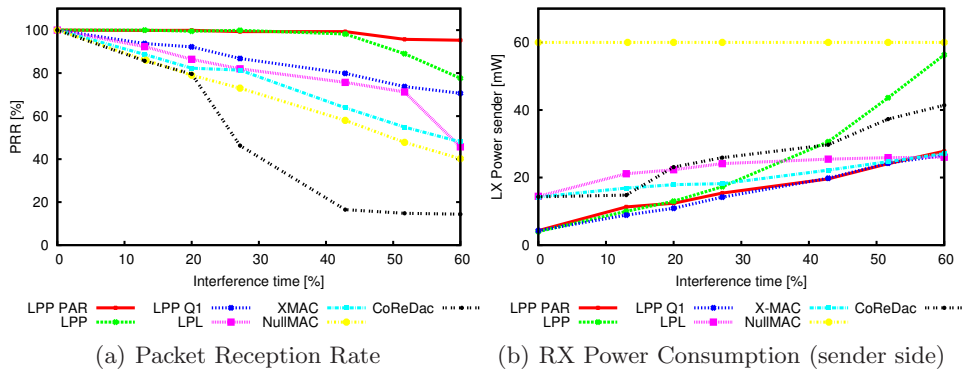 PRR [%]
100
80
60
40
20
0
0 10 20 30 40 50 60
Interference time [%]
LPP PAR LPP Q1 XMAC CoReDac
LPP LPL NullMAC
(a) Packet Reception Rate
LX Power sender [mW]
60
40
20
0
0 10 20 30 40 50 60
Interference time [%]
LPP PAR LPP Q1 X-MAC CoReDac
LPP LPL NullMAC
(b) RX Power Consumption (sender side)